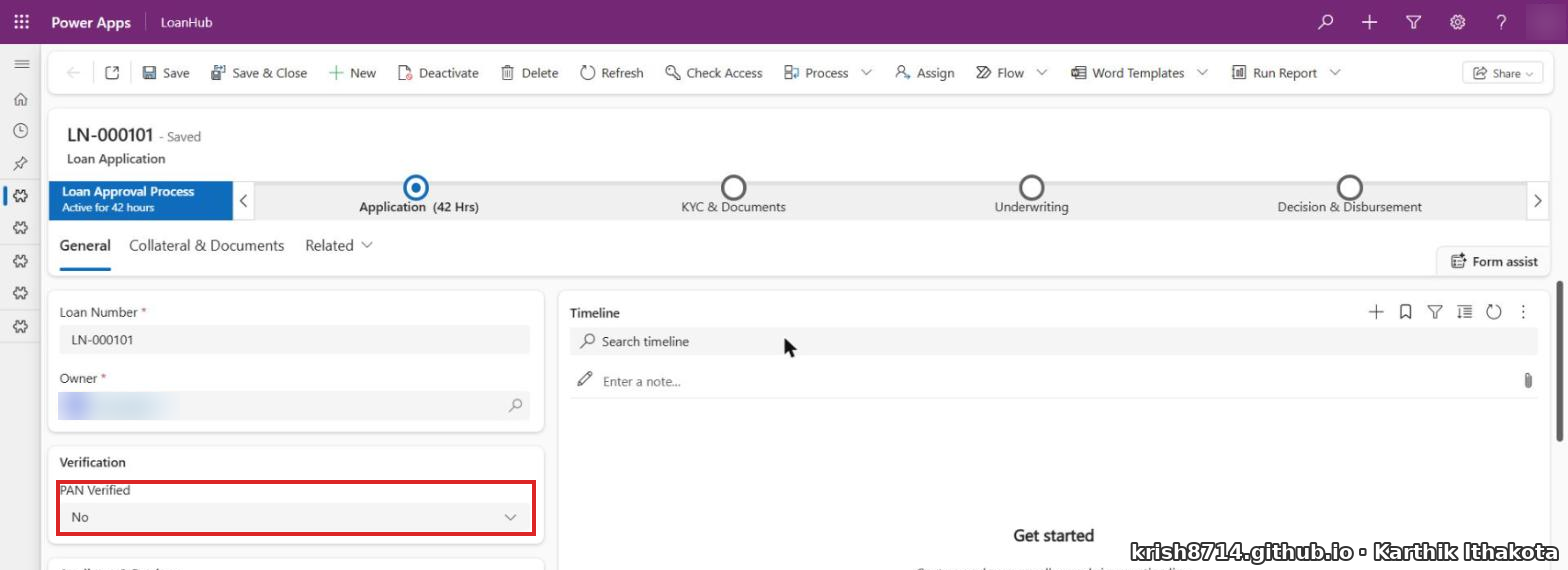 Power Apps LoanHub
Save Save & Close New Deactivate Delete Refresh Check Access Process Assign Flow Word Templates Run Report Share
LN-000101 - Saved
Loan Application
Loan Approval Process
Active for 42 hours
Application (42 Hrs) KYC & Documents Underwriting Decision & Disbursement
General Collateral & Documents Related
Form assist
Loan Number *
LN-000101
Owner *
Verification
PAN Verified
No
Timeline
Search timeline
Enter a note...
Get started
krish8714.github.io · Karthik Ithakota